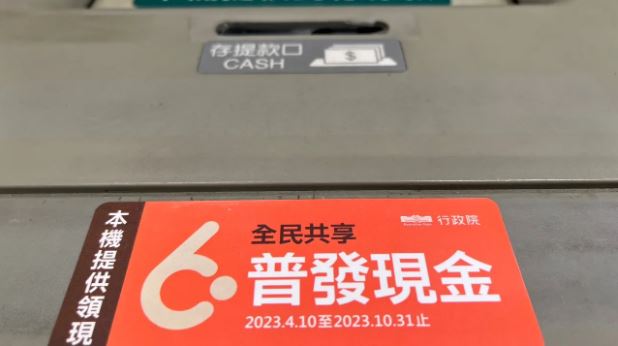 存提款口
CASH
$
本機提供領現
全民共享
行政院
普發現金
2023.4.10至2023.10.31止